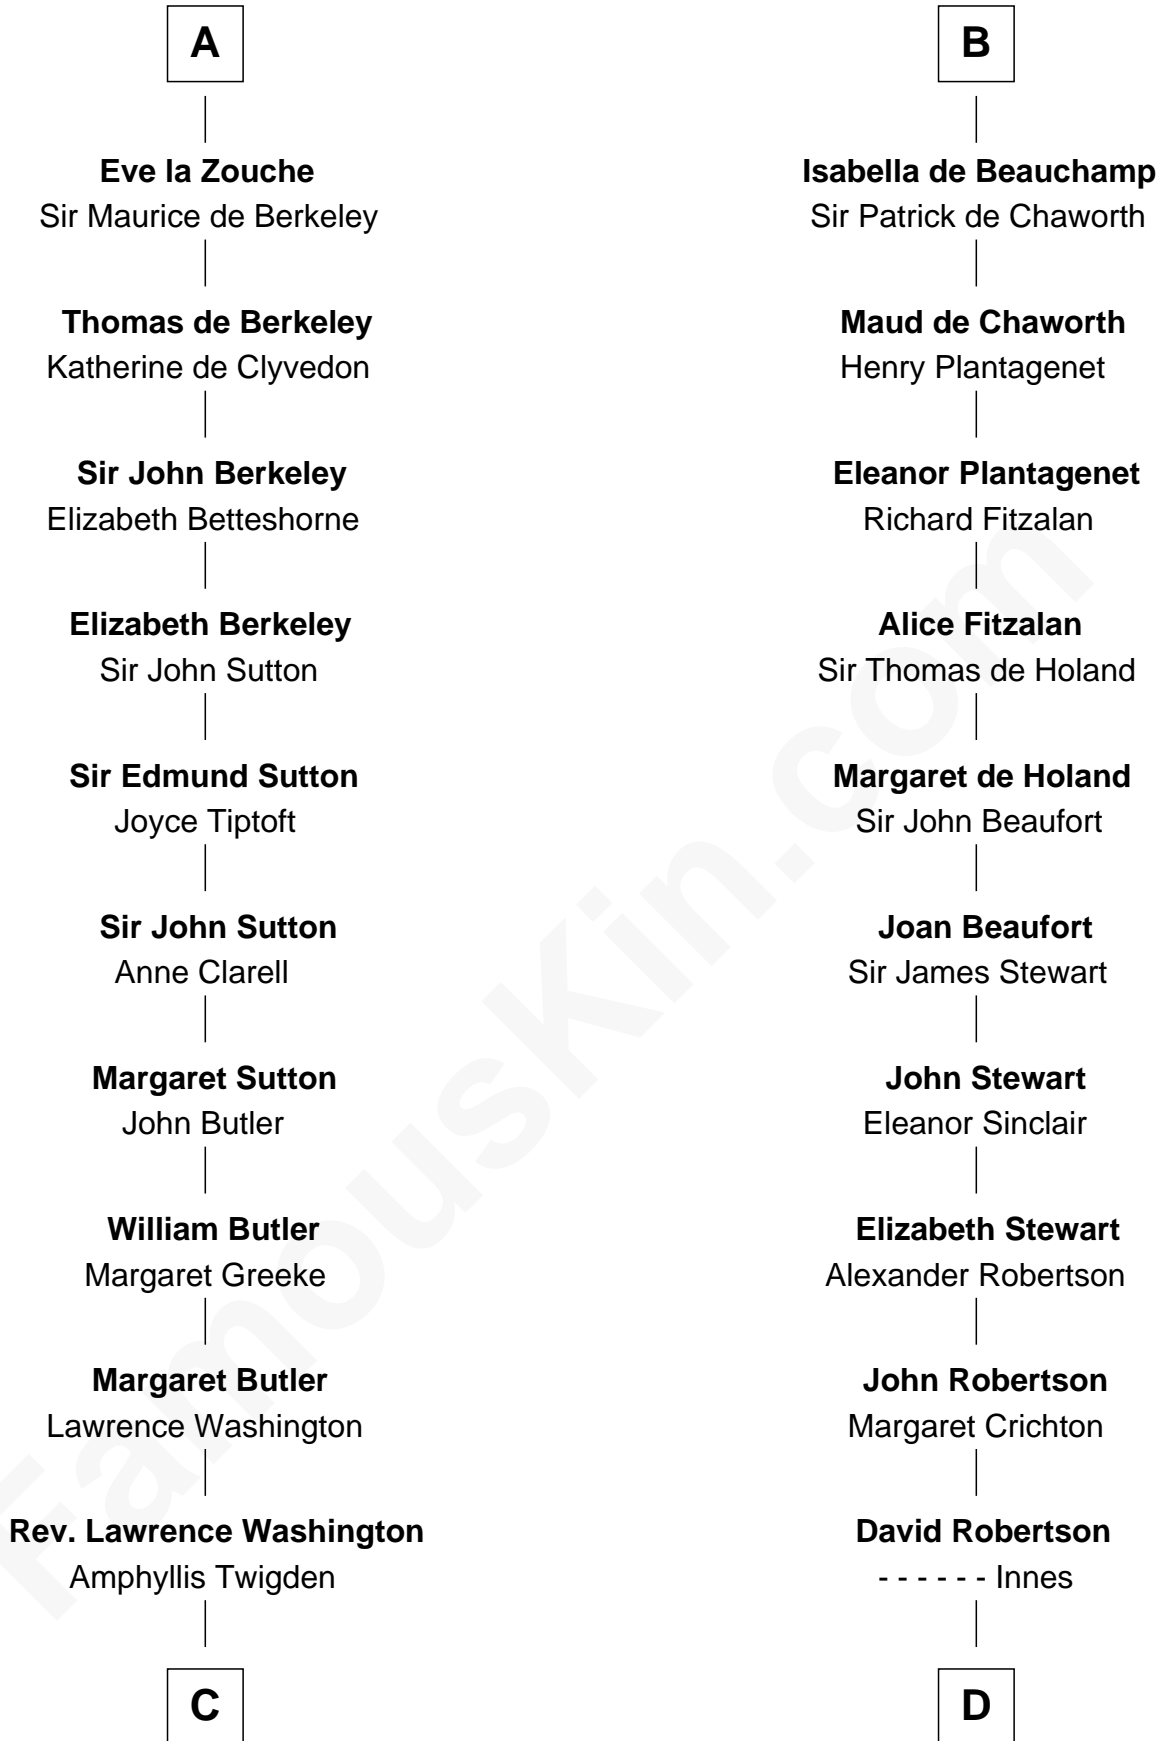 A
Eve la Zouche
Sir Maurice de Berkeley
Thomas de Berkeley
Katherine de Clyvedon
Sir John Berkeley
Elizabeth Betteshorne
Elizabeth Berkeley
Sir John Sutton
Sir Edmund Sutton
Joyce Tiptoft
Sir John Sutton
Anne Clarell
Margaret Sutton
John Butler
William Butler
Margaret Greeke
Margaret Butler
Lawrence Washington
Rev. Lawrence Washington
Amphyllis Twigden
C
B
Isabella de Beauchamp
Sir Patrick de Chaworth
Maud de Chaworth
Henry Plantagenet
Eleanor Plantagenet
Richard Fitzalan
Alice Fitzalan
Sir Thomas de Holand
Margaret de Holand
Sir John Beaufort
Joan Beaufort
Sir James Stewart
John Stewart
Eleanor Sinclair
Elizabeth Stewart
Alexander Robertson
John Robertson
Margaret Crichton
David Robertson
- - - - - - Innes
D
FamousKin.com